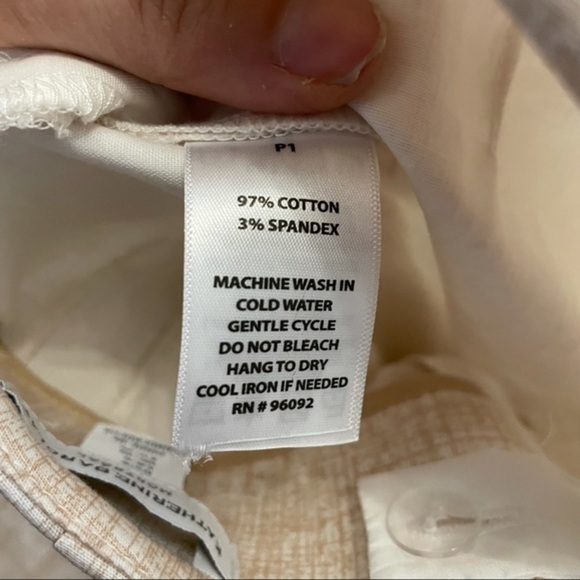 P1
97% COTTON
3% SPANDEX
MACHINE WASH IN
COLD WATER
GENTLE CYCLE
DO NOT BLEACH
HANG TO DRY
COOL IRON IF NEEDED
RN # 96092